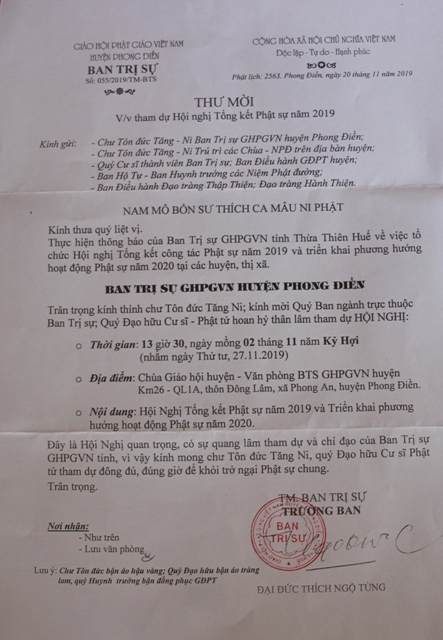 GIÁO HỘI PHẬT GIÁO VIỆT NAM
HUYỆN PHONG ĐIỀN
BAN TRỊ SỰ
Số: 055/2019/TM-BTS
CỘNG HÒA XÃ HỘI CHỦ NGHĨA VIỆT NAM
Độc lập - Tự do - Hạnh phúc
Phật lịch: 2563, Phong Điền, ngày 20 tháng 11 năm 2019
THƯ MỜI
V/v tham dự Hội nghị Tổng kết Phật sự năm 2019
Kính gửi: - Chư Tôn đức Tăng - Ni Ban Trị sự GHPGVN huyện Phong Điền;
- Chư Tôn đức Tăng - Ni Trú trì các Chùa - NPĐ trên địa bàn huyện;
- Quý Cư sĩ thành viên Ban Trị sự; Ban Điều hành GĐPT huyện;
- Ban Hộ Tự - Ban Huynh trưởng các Niệm Phật đường;
- Ban Điều hành Đạo tràng Thập Thiện; Đạo tràng Hành Thiện.
NAM MÔ BỔN SƯ THÍCH CA MÂU NI PHẬT
Kính thưa quý liệt vị.
Thực hiện thông báo của Ban Trị sự GHPGVN tỉnh Thừa Thiên Huế về việc tổ
chức Hội nghị Tổng kết công tác Phật sự năm 2019 và triển khai phương hướng
hoạt động Phật sự năm 2020 tại các huyện, thị xã.
BAN TRỊ SỰ GHPGVN HUYỆN PHONG ĐIỀN
Trân trọng kính thỉnh chư Tôn đức Tăng Ni; kính mời Quý Ban ngành trực thuộc
Ban Trị sự; Quý Đạo hữu Cư sĩ - Phật tử hoan hỷ thân lâm tham dự HỘI NGHỊ:
o Thời gian: 13 giờ 30, ngày mồng 02 tháng 11 năm Kỷ Hợi
(nhằm ngày Thứ tư, 27.11.2019)
o Địa điểm: Chùa Giáo hội huyện - Văn phòng BTS GHPGVN huyện
Km26 - QL1A, thôn Đông Lâm, xã Phong An, huyện Phong Điền.
o Nội dung: Hội Nghị Tổng kết Phật sự năm 2019 và Triển khai phương
hướng hoạt động Phật sự năm 2020.
Đây là Hội Nghị quan trọng, có sự quang lâm tham dự và chỉ đạo của Ban Trị sự
GHPGVN tỉnh, vì vậy kính mong chư Tôn đức Tăng Ni, quý Đạo hữu Cư sĩ Phật
tử tham dự đông đủ, đúng giờ để khỏi trở ngại Phật sự chung.
Trân trọng.
TM. BAN TRỊ SỰ
TRƯỞNG BAN
BAN
TRỊ SỰ
Nơi nhận:
- Như trên
- Lưu văn phòng
Lưu ý: Chư Tôn đức bận áo hậu vàng; Quý Đạo hữu bận áo tràng
lam, quý Huynh trưởng bận đồng phục GĐPT
ĐẠI ĐỨC THÍCH NGỘ TÙNG